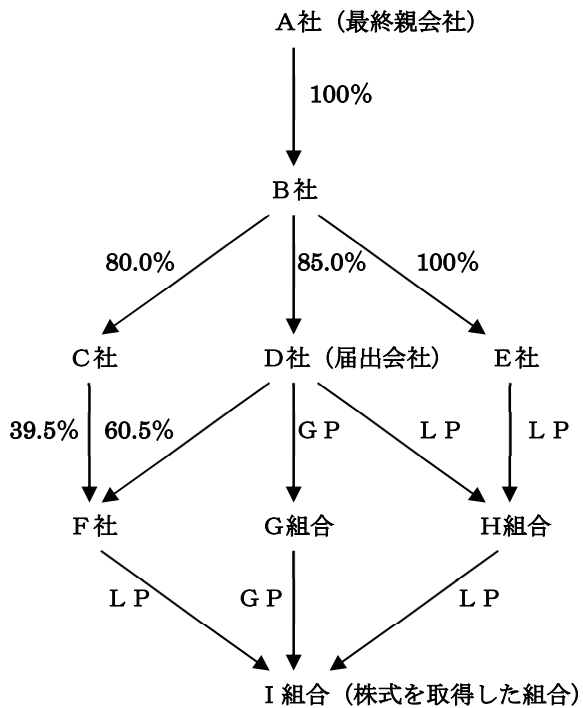 A社（最終親会社）
100%
B社
80.0%
85.0%
100%
C社
D社（届出会社）
E社
39.5%
60.5%
GP
LP
LP
F社
G組合
H組合
LP
GP
LP
I組合（株式を取得した組合）